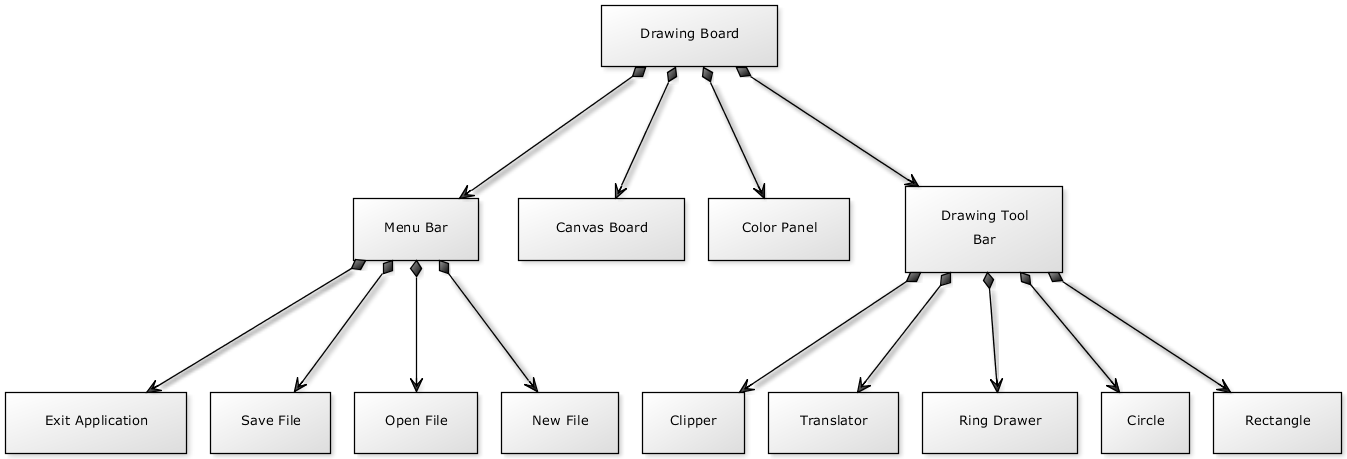 Drawing Board
Menu Bar
Canvas Board
Color Panel
Drawing Tool
Bar
Exit Application
Save File
Open File
New File
Clipper
Translator
Ring Drawer
Circle
Rectangle